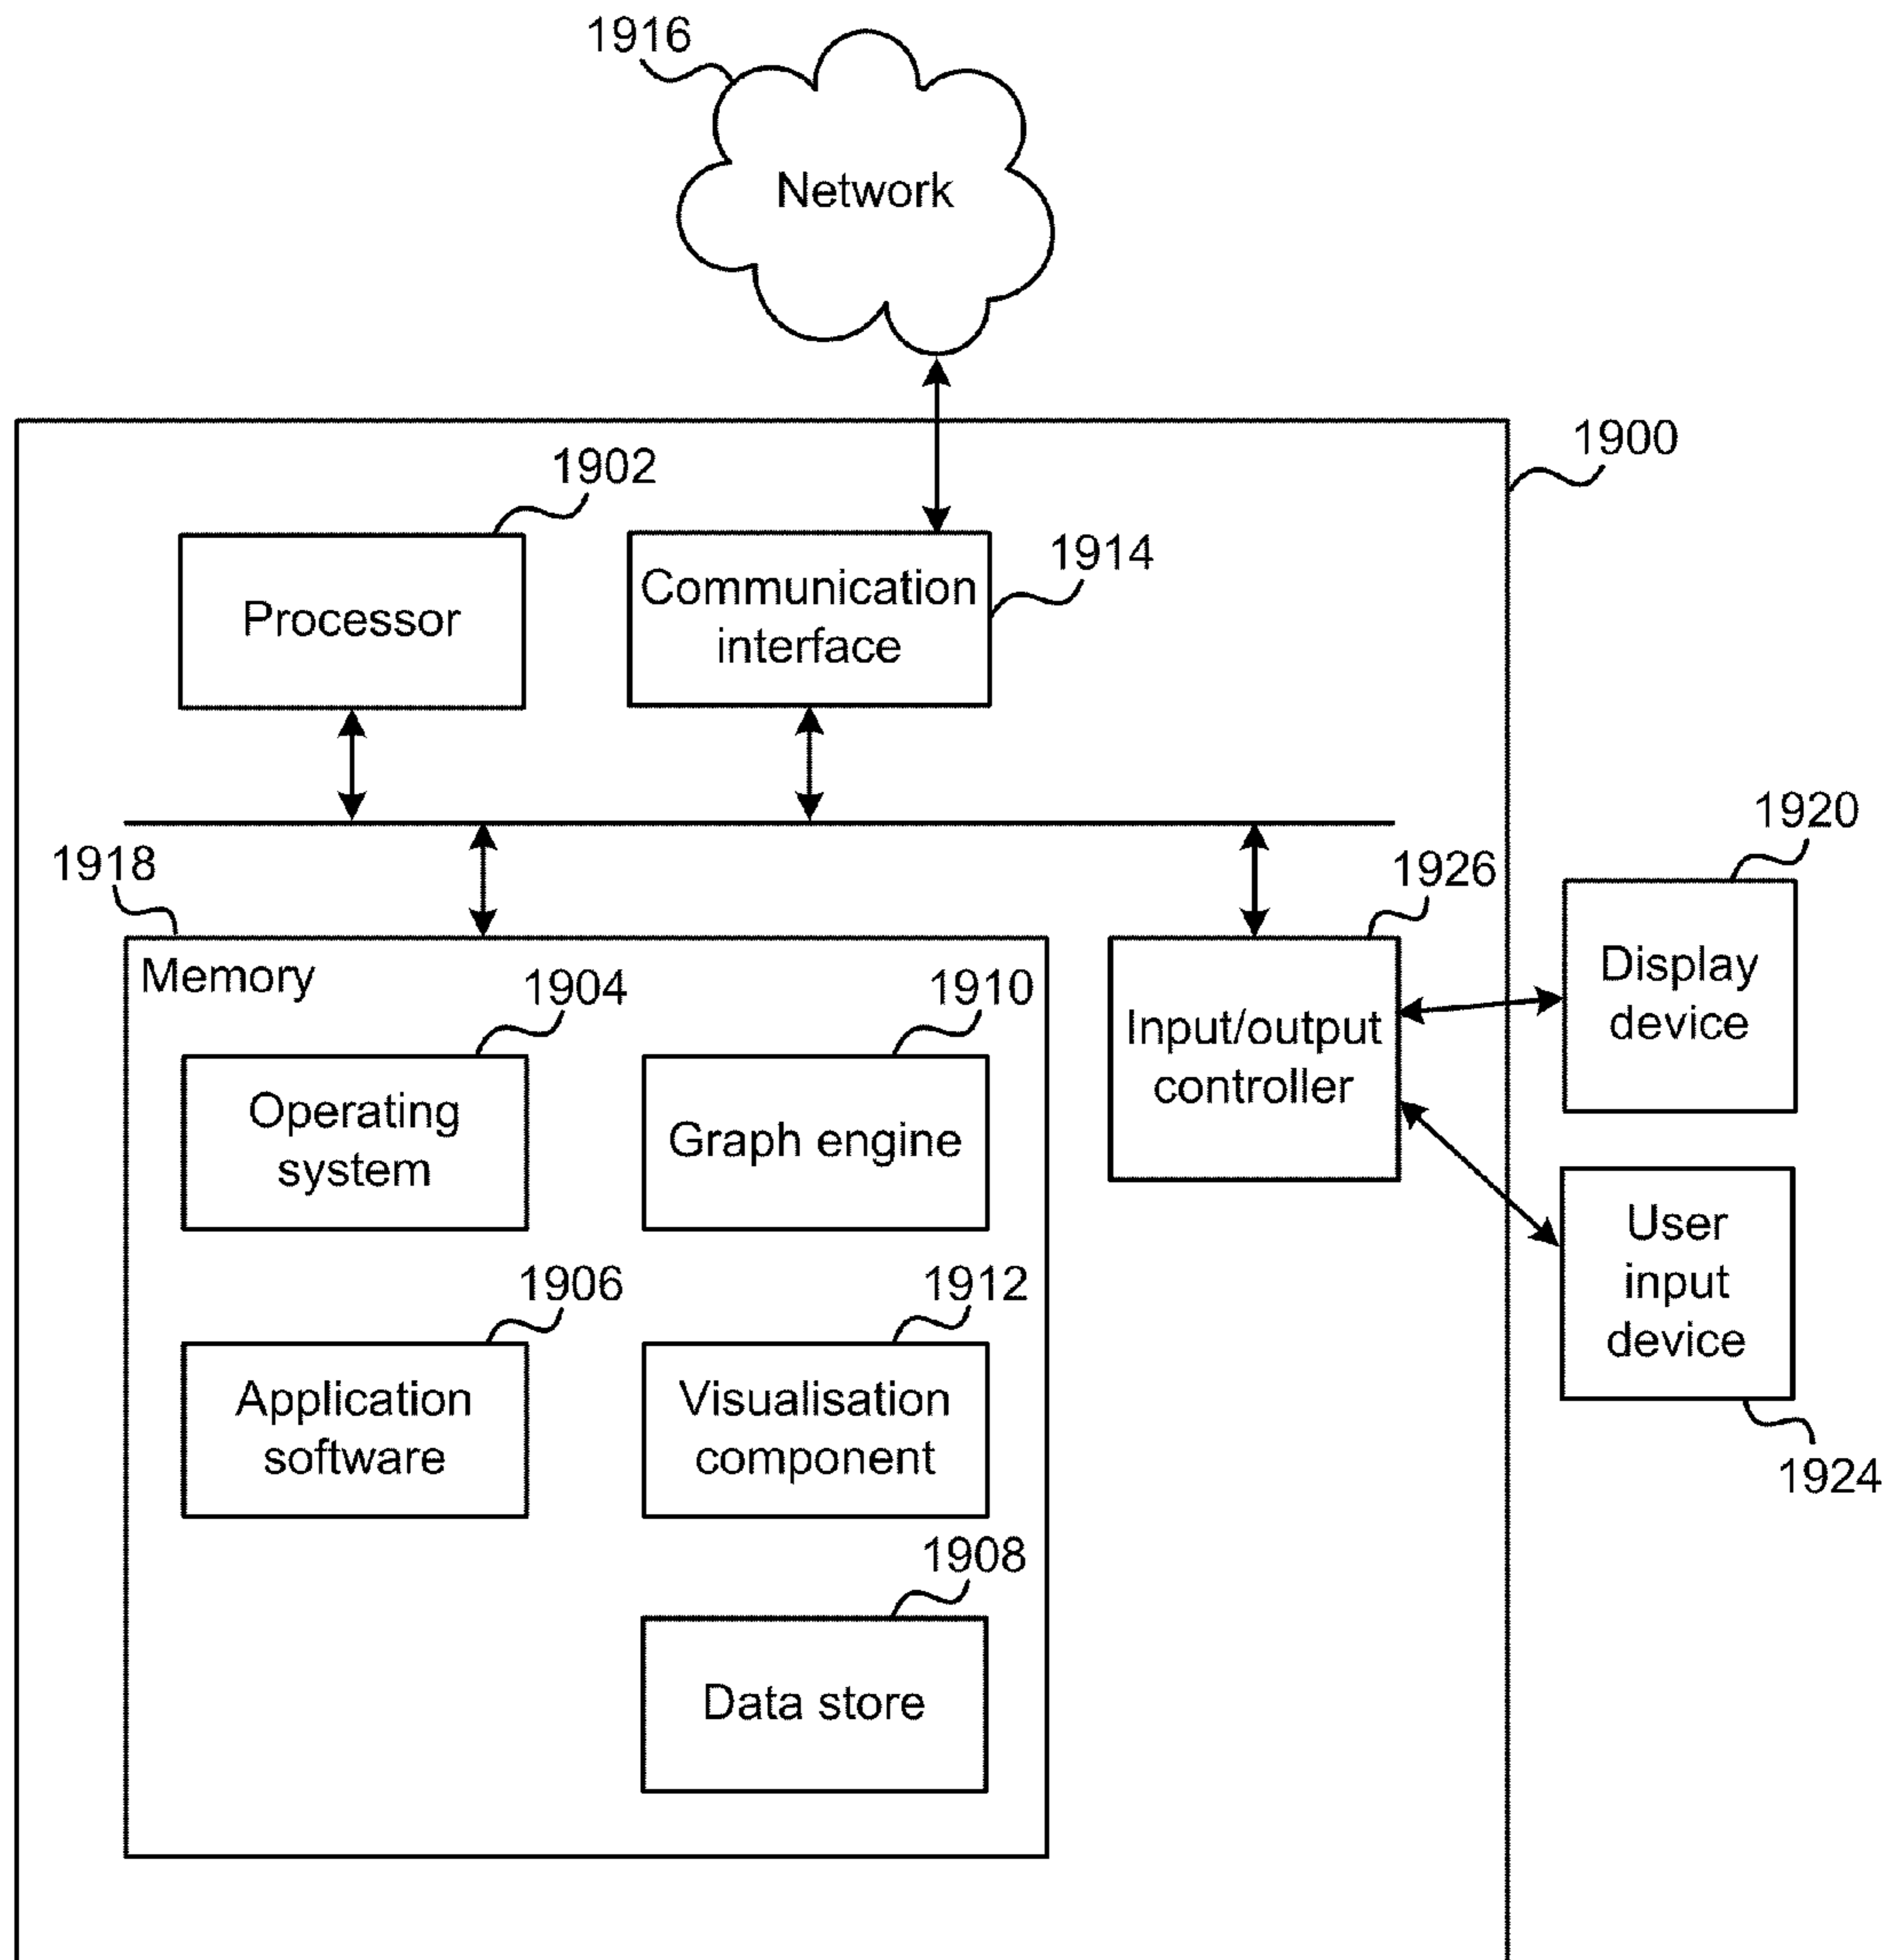 1916
Network
1900
1902
Processor
Communication
interface
1914
1918
Memory
1904
Operating
system
1910
Graph engine
1906
Application
software
1912
Visualisation
component
1908
Data store
1926
Input/output
controller
1920
Display
device
User
input
device
1924